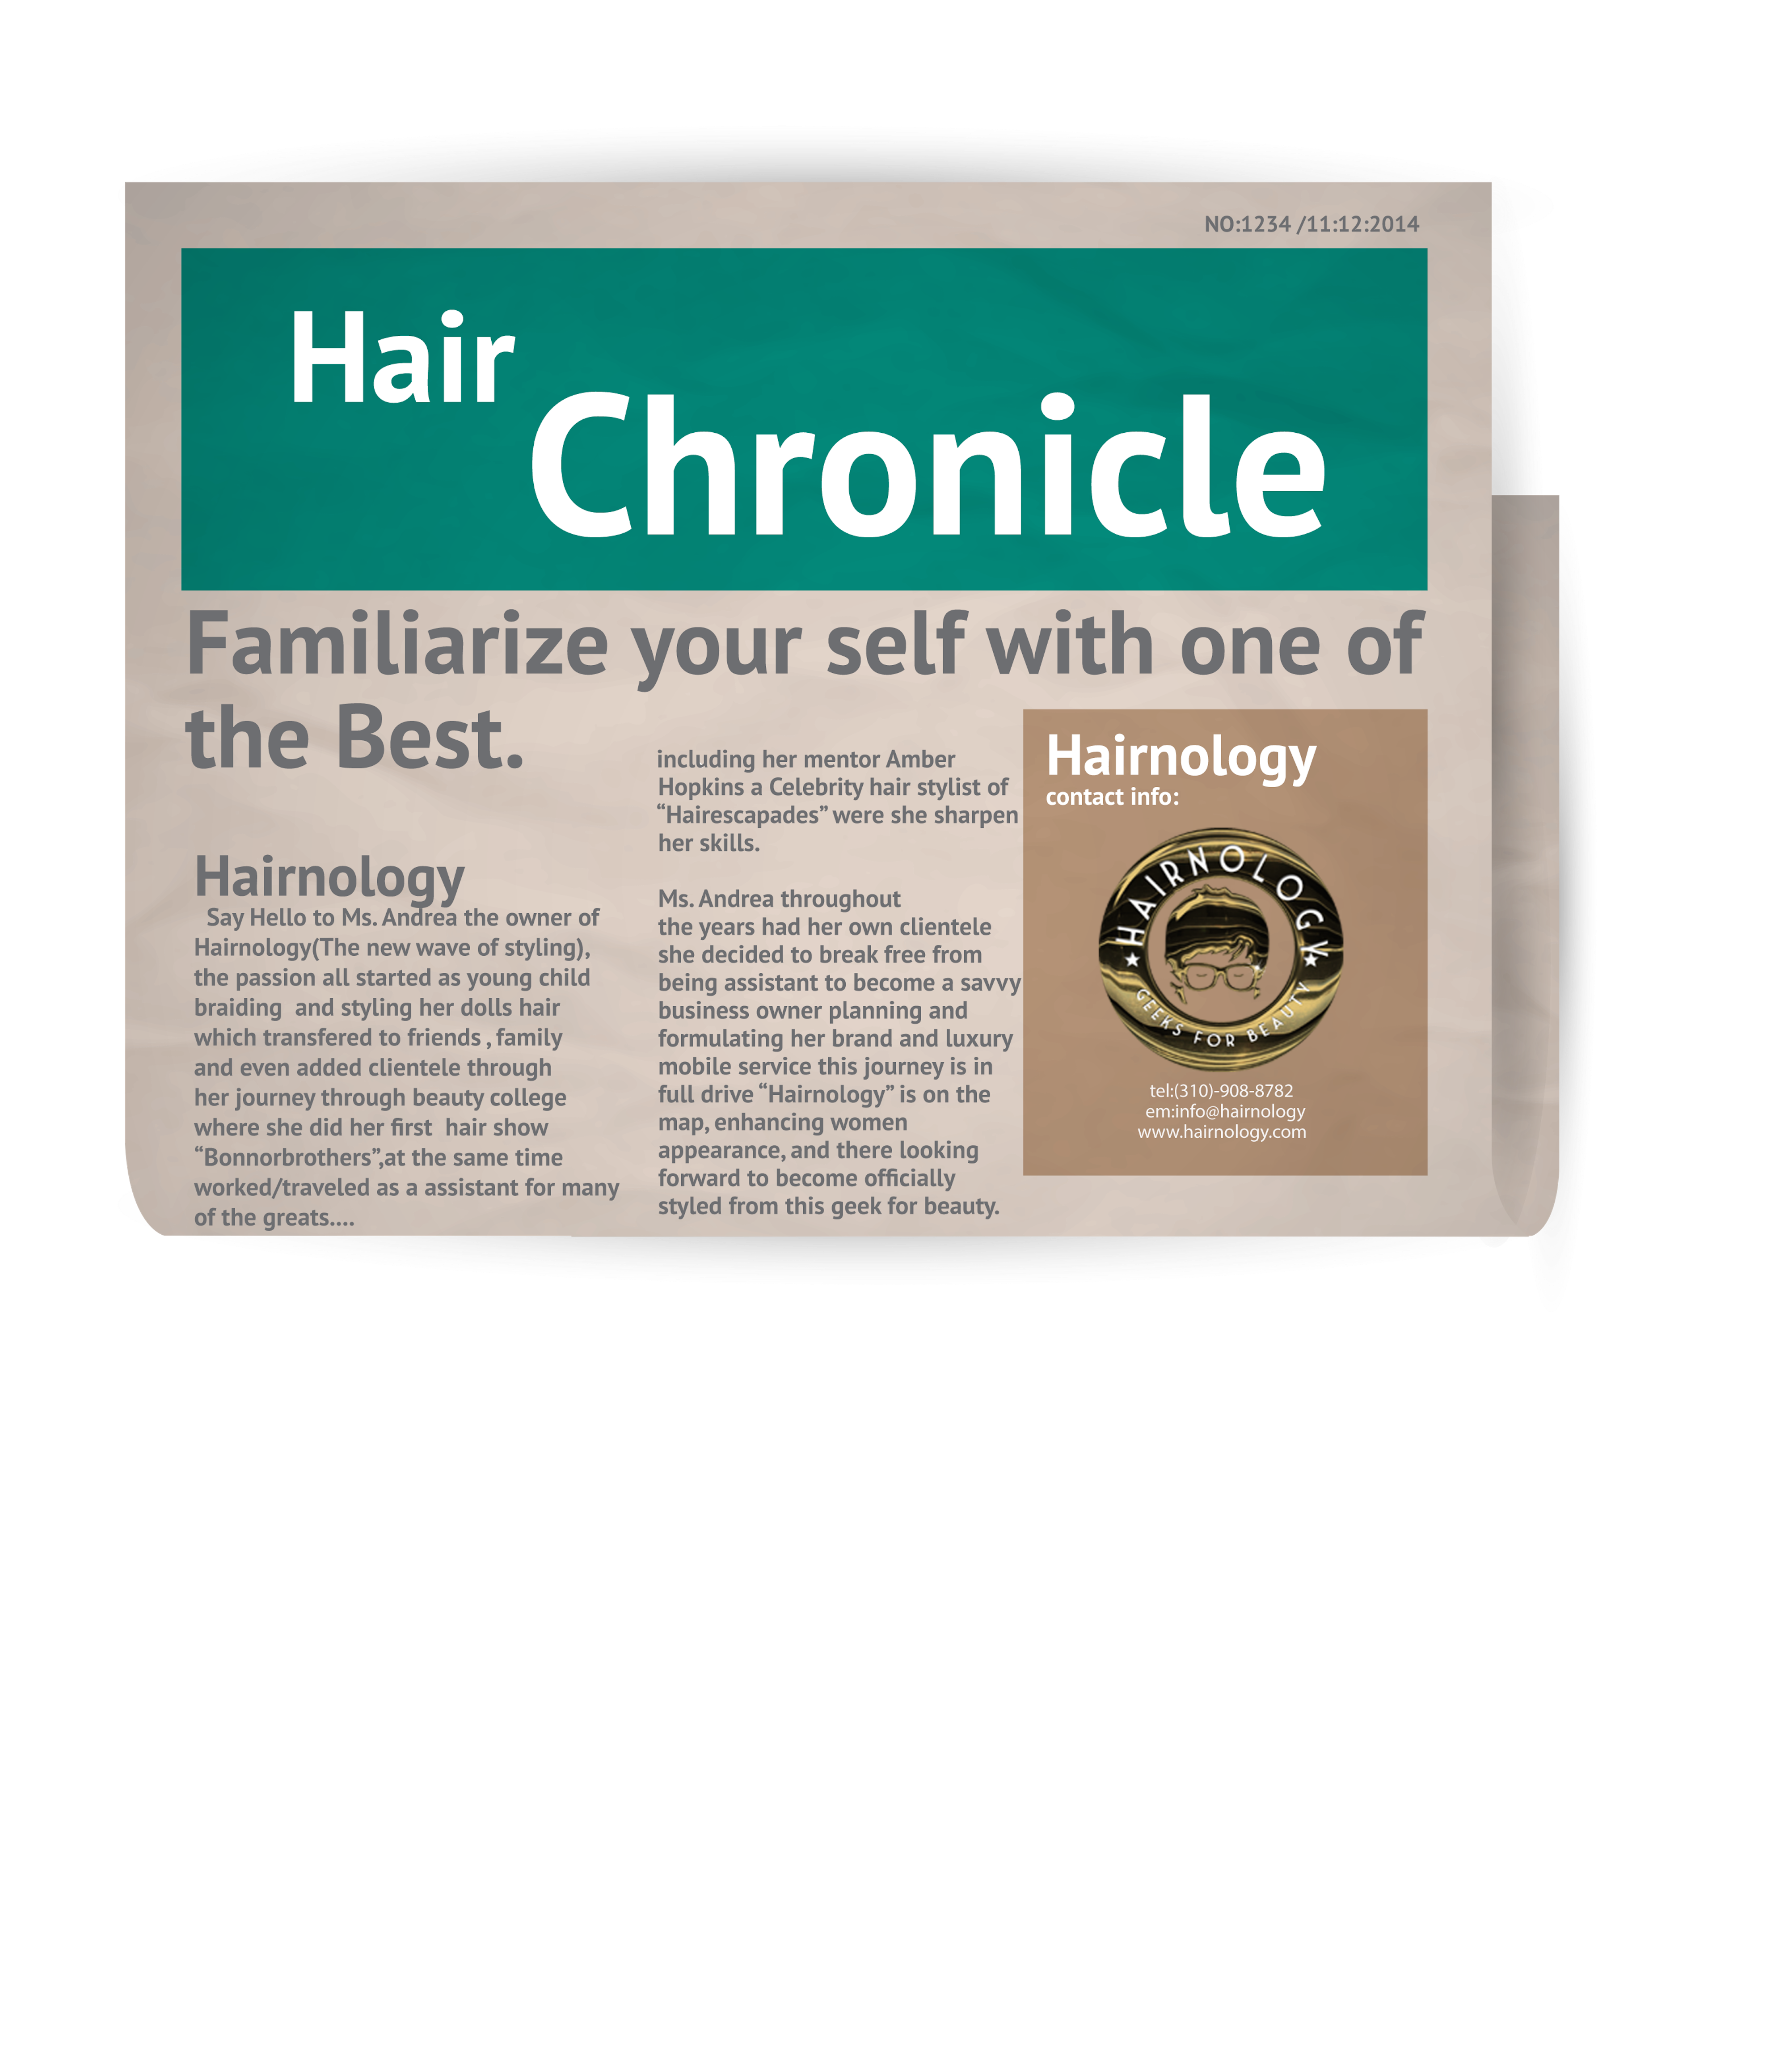 NO:1234 /11:12:2014
Hair
Chronicle
Familiarize your self with one of
the Best.
Hairnology
Say Hello to Ms. Andrea the owner of
Hairnology(The new wave of styling),
the passion all started as young child
braiding  and styling her dolls hair
which transfered to friends , family
and even added clientele through
her journey through beauty college
where she did her first  hair show
“Bonnorbrothers”,at the same time
worked/traveled as a assistant for many
of the greats....
including her mentor Amber
Hopkins a Celebrity hair stylist of
“Hairescapades” were she sharpen
her skills.
Ms. Andrea throughout
the years had her own clientele
she decided to break free from
being assistant to become a savvy
business owner planning and
formulating her brand and luxury
mobile service this journey is in
full drive “Hairnology” is on the
map, enhancing women
appearance, and there looking
forward to become officially
styled from this geek for beauty.
Hairnology
contact info:
HAIRNOLOGY
GEEKS FOR BEAUTY
tel:(310)-908-8782
em:info@hairnology
www.hairnology.com